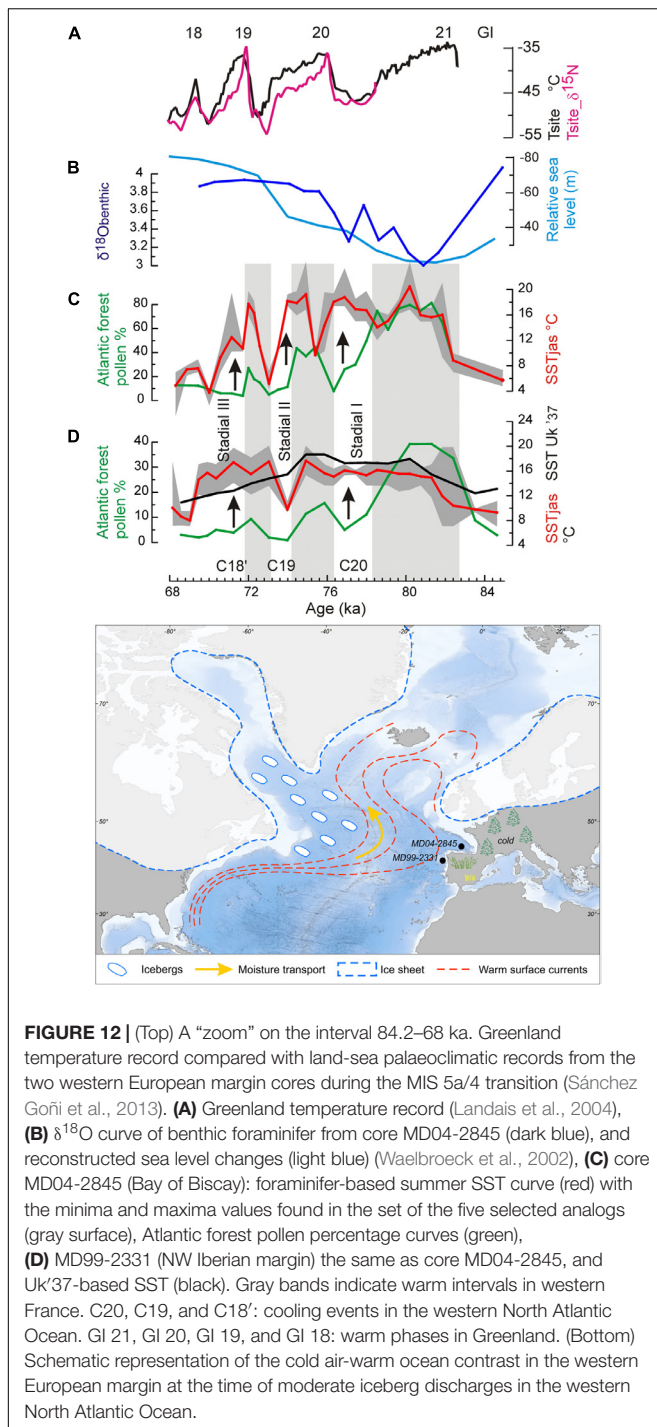 A
18 19 20 21 GI
-35
-45
-55
Tsite °C
Tsite_δ¹⁵N
B
4
3.8
3.6
3.4
3.2
3
δ¹⁸Obenthic
-80
-60
-40
Relative sea level (m)
C
80
60
40
20
0
Atlantic forest pollen %
20
16
12
8
4
SSTjas °C
Stadial III
Stadial II
Stadial I
D
40
30
20
10
0
Atlantic forest pollen %
24
20
16
12
8
4
SST Uk '37
SSTjas °C
C18' C19 C20
68 72 76 80 84
Age (ka)
-80° -60° -40° -20° 0° 20°
70° 70°
50° 50°
30° 30°
MD04-2845
MD99-2331
cold
Icebergs Moisture transport Ice sheet Warm surface currents
FIGURE 12 | (Top) A “zoom” on the interval 84.2–68 ka. Greenland
temperature record compared with land-sea palaeoclimatic records from the
two western European margin cores during the MIS 5a/4 transition (Sánchez
Goñi et al., 2013). (A) Greenland temperature record (Landais et al., 2004),
(B) δ¹⁸O curve of benthic foraminifer from core MD04-2845 (dark blue), and
reconstructed sea level changes (light blue) (Waelbroeck et al., 2002), (C) core
MD04-2845 (Bay of Biscay): foraminifer-based summer SST curve (red) with
the minima and maxima values found in the set of the five selected analogs
(gray surface), Atlantic forest pollen percentage curves (green),
(D) MD99-2331 (NW Iberian margin) the same as core MD04-2845, and
Uk′37-based SST (black). Gray bands indicate warm intervals in western
France. C20, C19, and C18′: cooling events in the western North Atlantic
Ocean. GI 21, GI 20, GI 19, and GI 18: warm phases in Greenland. (Bottom)
Schematic representation of the cold air-warm ocean contrast in the western
European margin at the time of moderate iceberg discharges in the western
North Atlantic Ocean.